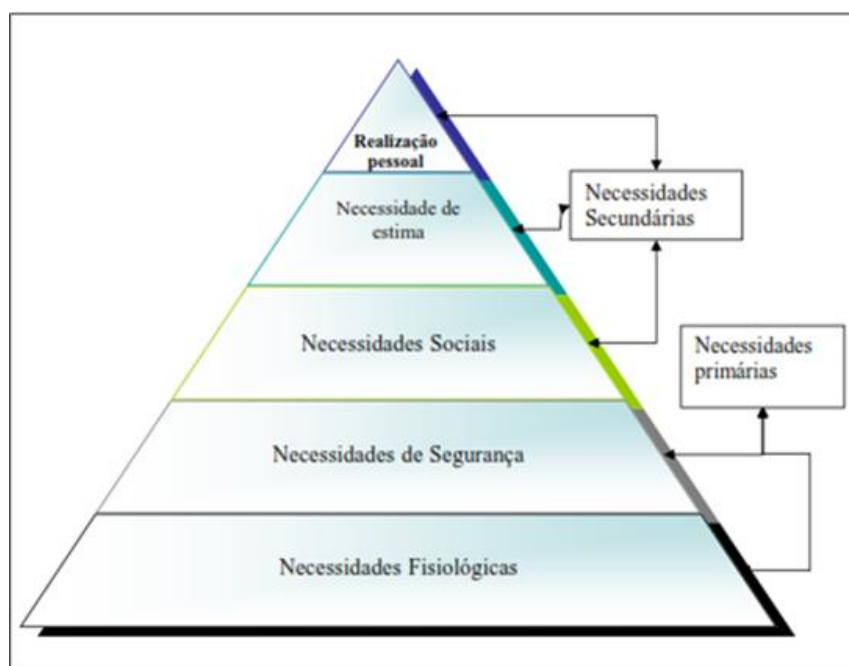 Realização
pessoal
Necessidade de
estima
Necessidades
Secundárias
Necessidades Sociais
Necessidades
primárias
Necessidades de Segurança
Necessidades Fisiológicas